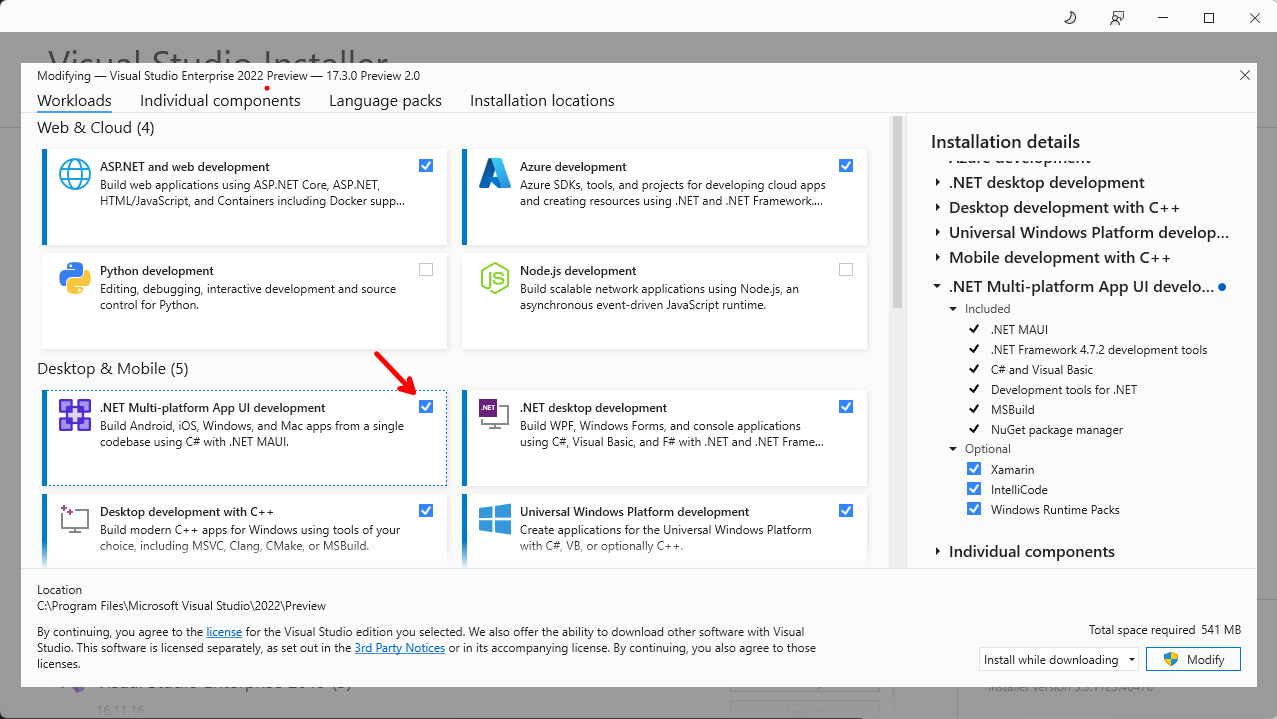 Visual Studio Installer
Modifying — Visual Studio Enterprise 2022 Preview — 17.3.0 Preview 2.0
Workloads Individual components Language packs Installation locations
Web & Cloud (4)
ASP.NET and web development
Build web applications using ASP.NET Core, ASP.NET,
HTML/JavaScript, and Containers including Docker supp...
Azure development
Azure SDKs, tools, and projects for developing cloud apps
and creating resources using .NET and .NET Framework....
Python development
Editing, debugging, interactive development and source
control for Python.
JS
Node.js development
Build scalable network applications using Node.js, an
asynchronous event-driven JavaScript runtime.
Desktop & Mobile (5)
.NET Multi-platform App UI development
Build Android, iOS, Windows, and Mac apps from a single
codebase using C# with .NET MAUI.
.NET
.NET desktop development
Build WPF, Windows Forms, and console applications
using C#, Visual Basic, and F# with .NET and .NET Frame...
Desktop development with C++
Build modern C++ apps for Windows using tools of your
choice, including MSVC, Clang, CMake, or MSBuild.
Universal Windows Platform development
Create applications for the Universal Windows Platform
with C#, VB, or optionally C++.
Installation details
Azure development
.NET desktop development
Desktop development with C++
Universal Windows Platform develop...
Mobile development with C++
.NET Multi-platform App UI develo...
Included
.NET MAUI
.NET Framework 4.7.2 development tools
C# and Visual Basic
Development tools for .NET
MSBuild
NuGet package manager
Optional
Xamarin
IntelliCode
Windows Runtime Packs
Individual components
Location
C:\Program Files\Microsoft Visual Studio\2022\Preview
By continuing, you agree to the license for the Visual Studio edition you selected. We also offer the ability to download other software with Visual
Studio. This software is licensed separately, as set out in the 3rd Party Notices or in its accompanying license. By continuing, you also agree to those
licenses.
Total space required 541 MB
Install while downloading
Modify
Visual Studio Enterprise 2019
16.11.16
Launch